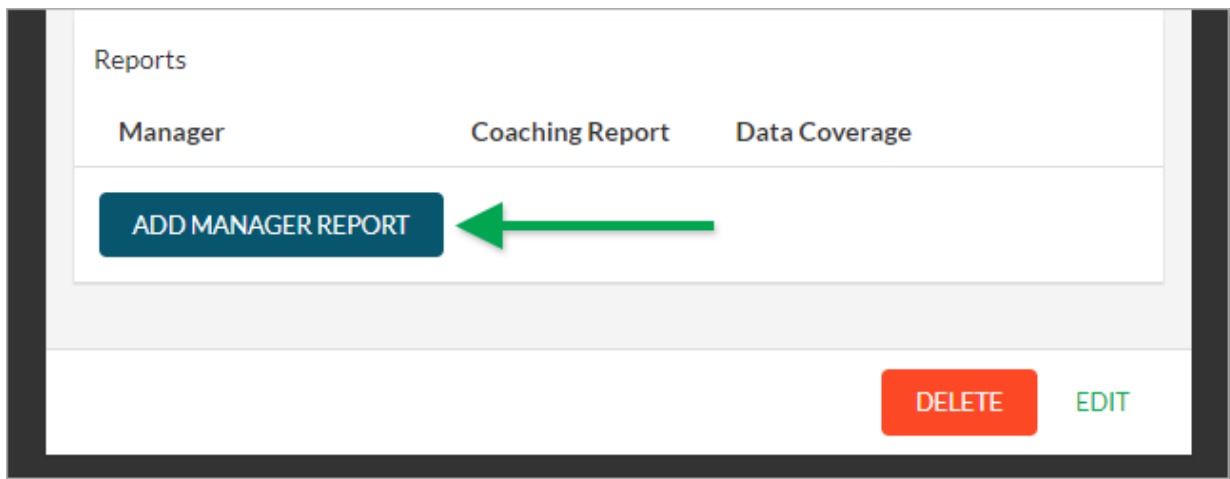 Reports
Manager Coaching Report Data Coverage
ADD MANAGER REPORT
DELETE EDIT